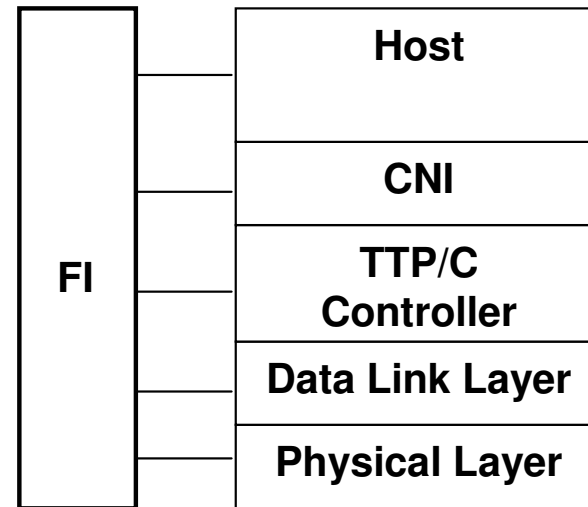 Host
CNI
FI
TTP/C
Controller
Data Link Layer
Physical Layer